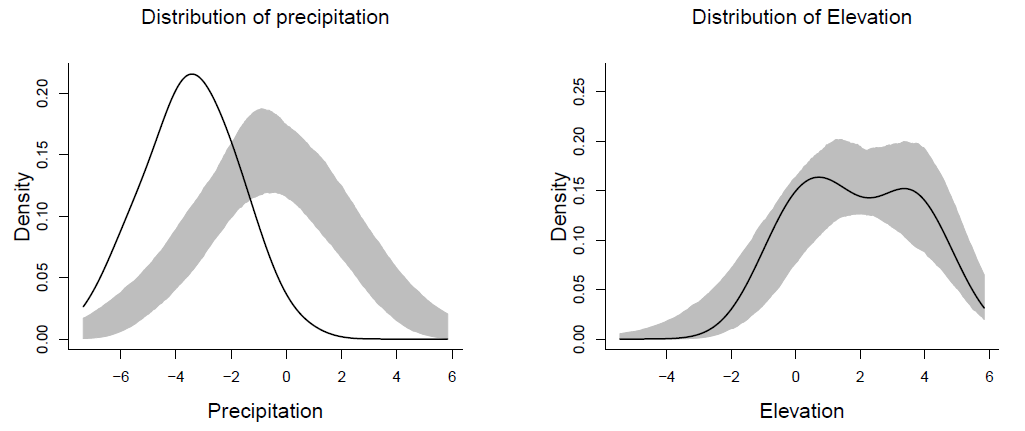 Distribution of precipitation
Density
0.00 0.05 0.10 0.15 0.20
−6 −4 −2 0 2 4 6
Precipitation
Distribution of Elevation
Density
0.00 0.05 0.10 0.15 0.20 0.25
−4 −2 0 2 4 6
Elevation